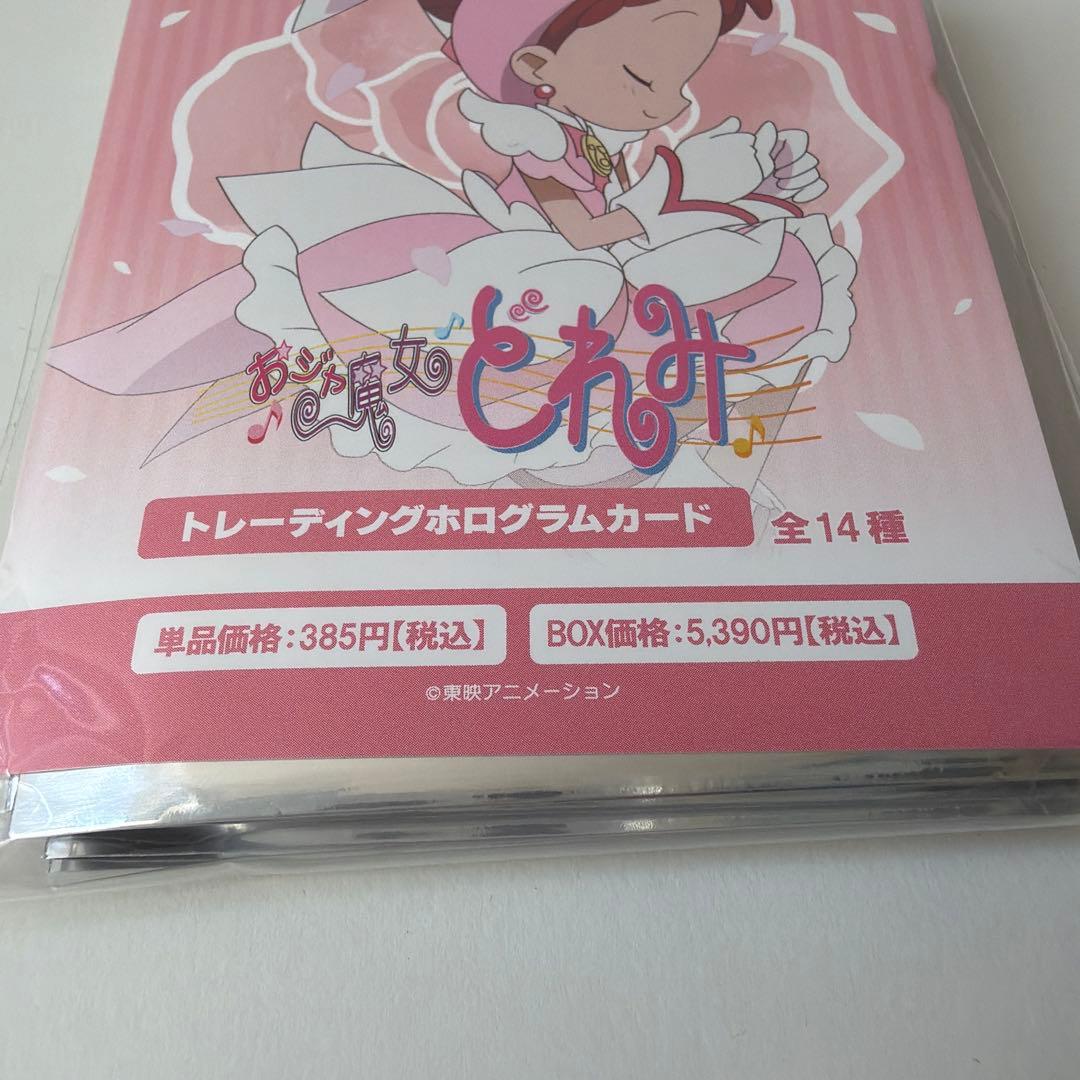 おジャ魔女どれみ
トレーディングホログラムカード 全14種
単品価格:385円【税込】 BOX価格:5,390円【税込】
©東映アニメーション